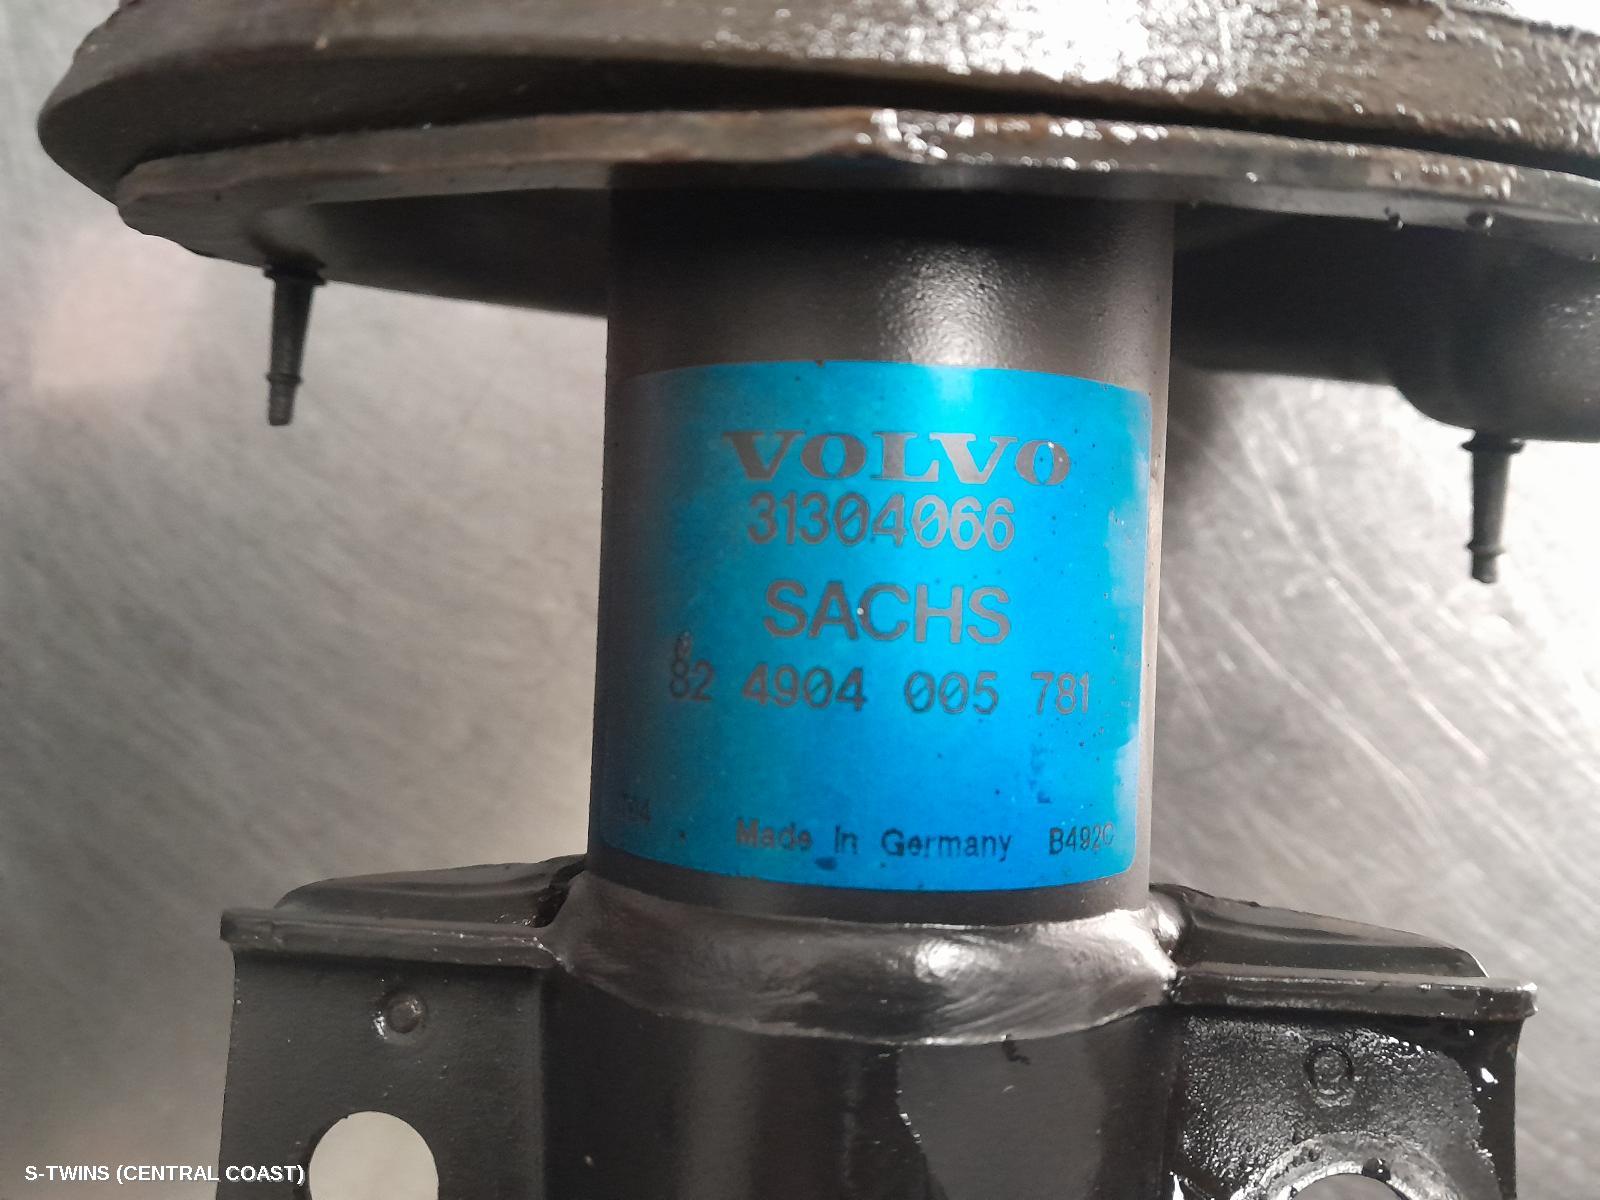 VOLVO
31304066
SACHS
82 4904 005 781
Made In Germany B492C
S-TWINS (CENTRAL COAST)